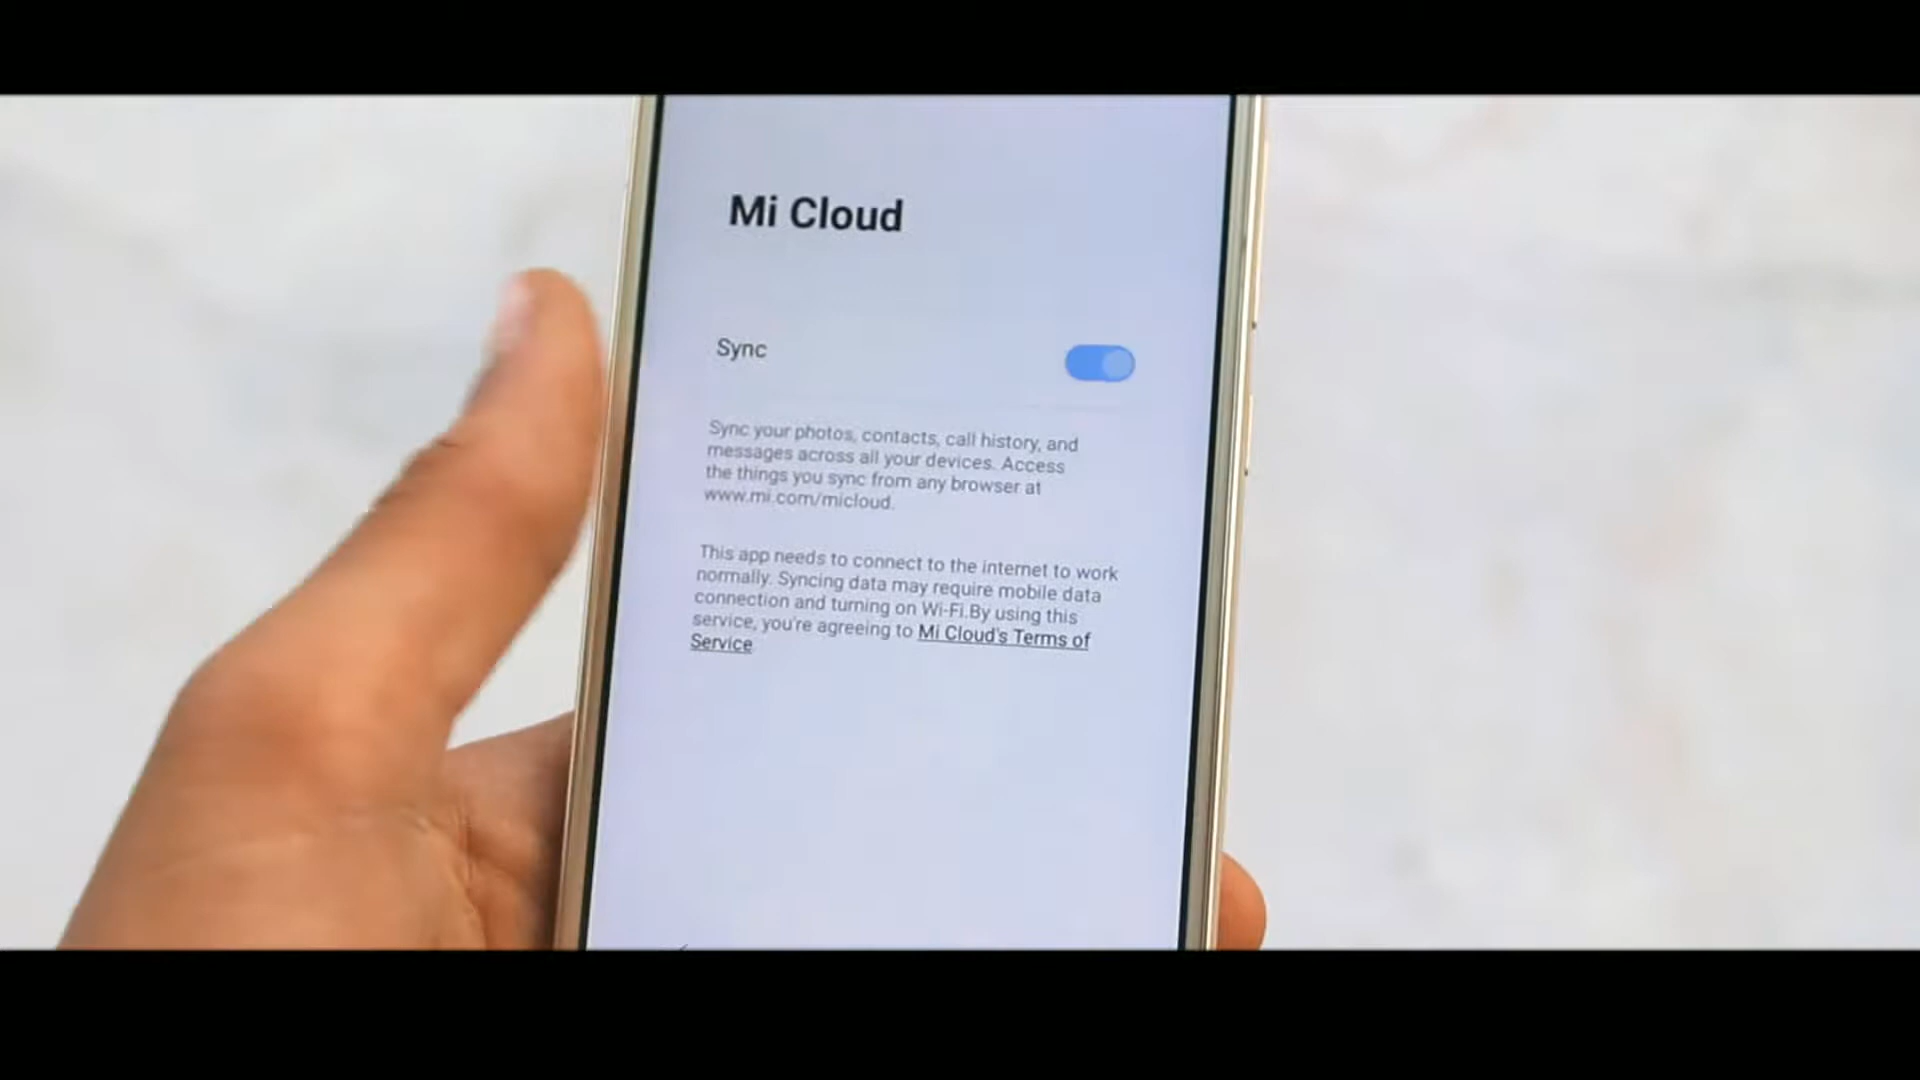 Mi Cloud
Sync
Sync your photos, contacts, call history, and
messages across all your devices. Access
the things you sync from any browser at
www.mi.com/micloud.
This app needs to connect to the internet to work
normally. Syncing data may require mobile data
connection and turning on Wi-Fi.By using this
service, you're agreeing to Mi Cloud's Terms of
Service